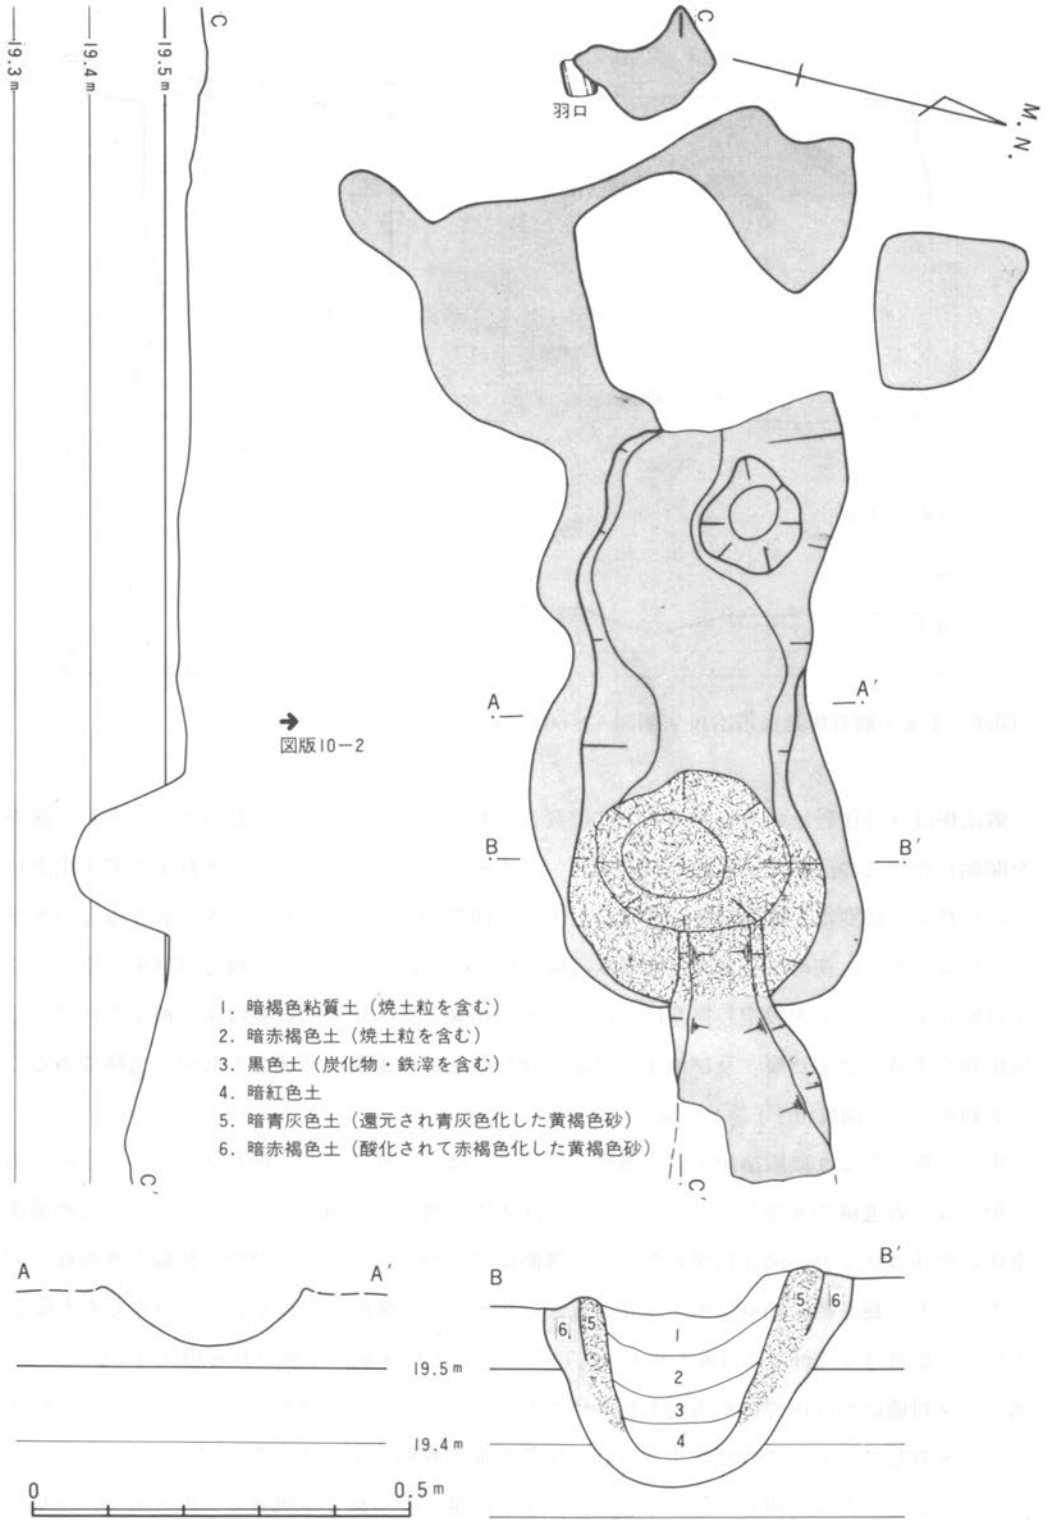 C
19.3m
19.4m
19.5m
C
羽口
M.N.
A
A'
図版10-2
B
B'
1. 暗褐色粘質土（焼土粒を含む）
2. 暗赤褐色土（焼土粒を含む）
3. 黒色土（炭化物・鉄滓を含む）
4. 暗紅色土
5. 暗青灰色土（還元され青灰色化した黄褐色砂）
6. 暗赤褐色土（酸化されて赤褐色化した黄褐色砂）
C'
C'
A
A'
B
B'
6
5
1
5
6
2
3
4
19.5m
19.4m
0
0.5m